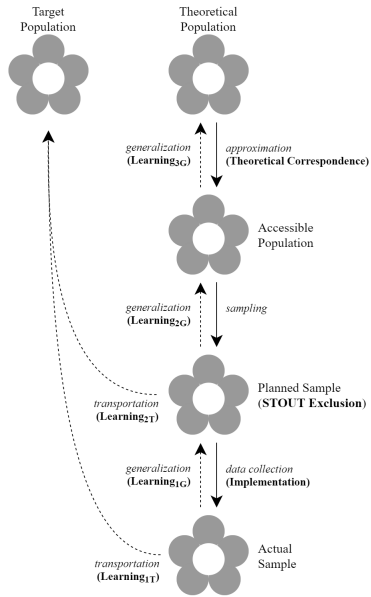 Target
Population
Theoretical
Population
generalization
(Learning3G)
approximation
(Theoretical Correspondence)
Accessible
Population
generalization
(Learning2G)
sampling
Planned Sample
(STOUT Exclusion)
transportation
(Learning2T)
generalization
(Learning1G)
data collection
(Implementation)
transportation
(Learning1T)
Actual
Sample